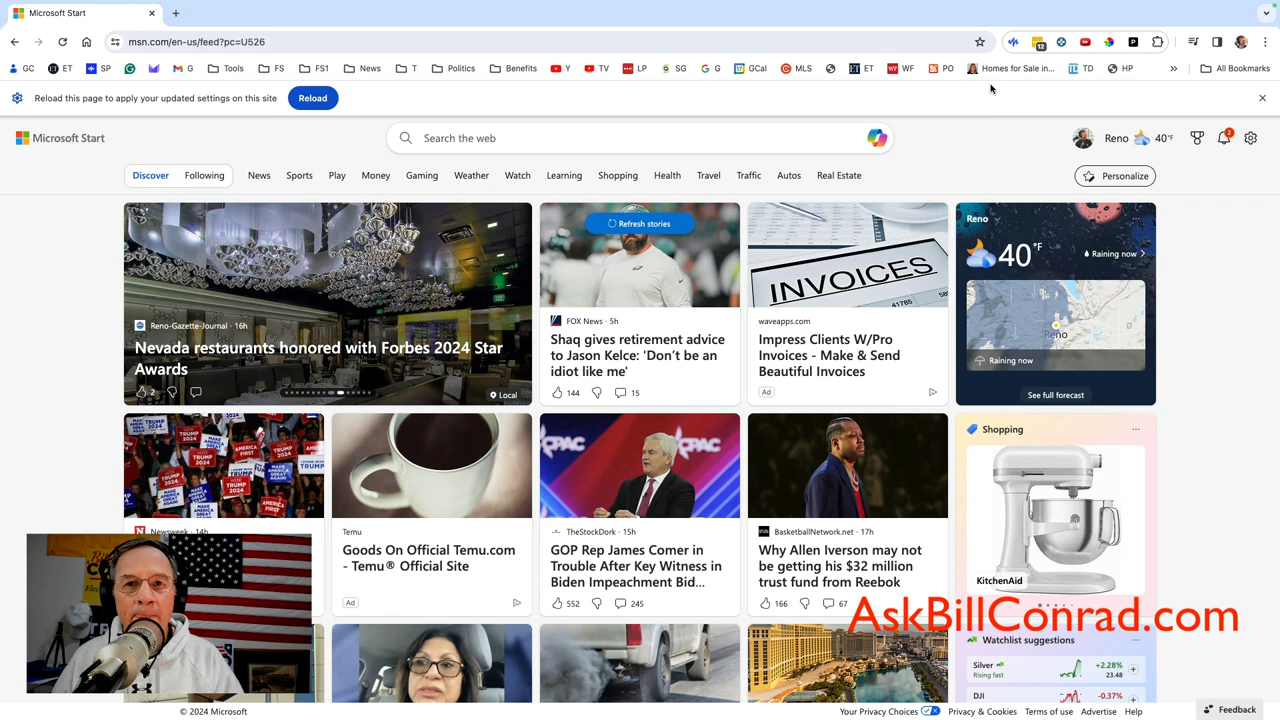 Microsoft Start
msn.com/en-us/feed?pc=U526
12
GC
ET
SP
G
Tools
FS
FS1
News
T
Politics
Benefits
Y
TV
LP
SG
G
GCal
MLS
ET
WF
PO
Homes for Sale in...
TD
HP
All Bookmarks
Reload this page to apply your updated settings on this site
Reload
Microsoft Start
Search the web
Reno
40°F
2
Discover
Following
News
Sports
Play
Money
Gaming
Weather
Watch
Learning
Shopping
Health
Travel
Traffic
Autos
Real Estate
Personalize
Reno-Gazette-Journal · 16h
Nevada restaurants honored with Forbes 2024 Star
Awards
2
Local
Refresh stories
FOX News · 5h
Shaq gives retirement advice
to Jason Kelce: 'Don’t be an
idiot like me'
144
15
INVOICES
41785
waveapps.com
Impress Clients W/Pro
Invoices - Make & Send
Beautiful Invoices
Ad
Reno
40°F
Raining now
Reno
Raining now
See full forecast
Newsweek · 14h
Temu
Goods On Official Temu.com
- Temu® Official Site
Ad
CPAC
TheStockDork · 15h
GOP Rep James Comer in
Trouble After Key Witness in
Biden Impeachment Bid...
552
245
BasketballNetwork.net · 17h
Why Allen Iverson may not
be getting his $32 million
trust fund from Reebok
166
67
Shopping
KitchenAid
AskBillConrad.com
Watchlist suggestions
Silver
Rising fast
+2.28%
23.48
DJI
-0.37%
© 2024 Microsoft
Your Privacy Choices
Privacy & Cookies
Terms of use
Advertise
Help
Feedback